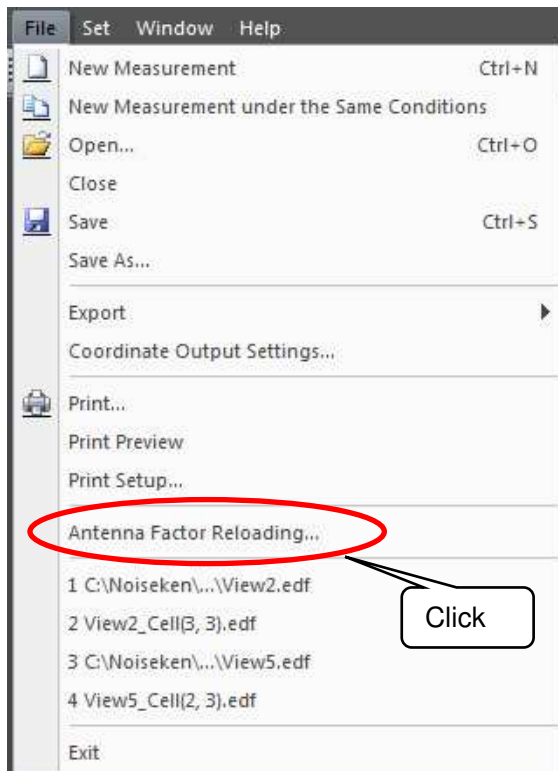 File Set Window Help
New Measurement Ctrl+N
New Measurement under the Same Conditions
Open... Ctrl+O
Close
Save Ctrl+S
Save As...
Export
Coordinate Output Settings...
Print...
Print Preview
Print Setup...
Antenna Factor Reloading...
1 C:\Noiseken\...\View2.edf
Click
2 View2_Cell(3, 3).edf
3 C:\Noiseken\...\View5.edf
4 View5_Cell(2, 3).edf
Exit